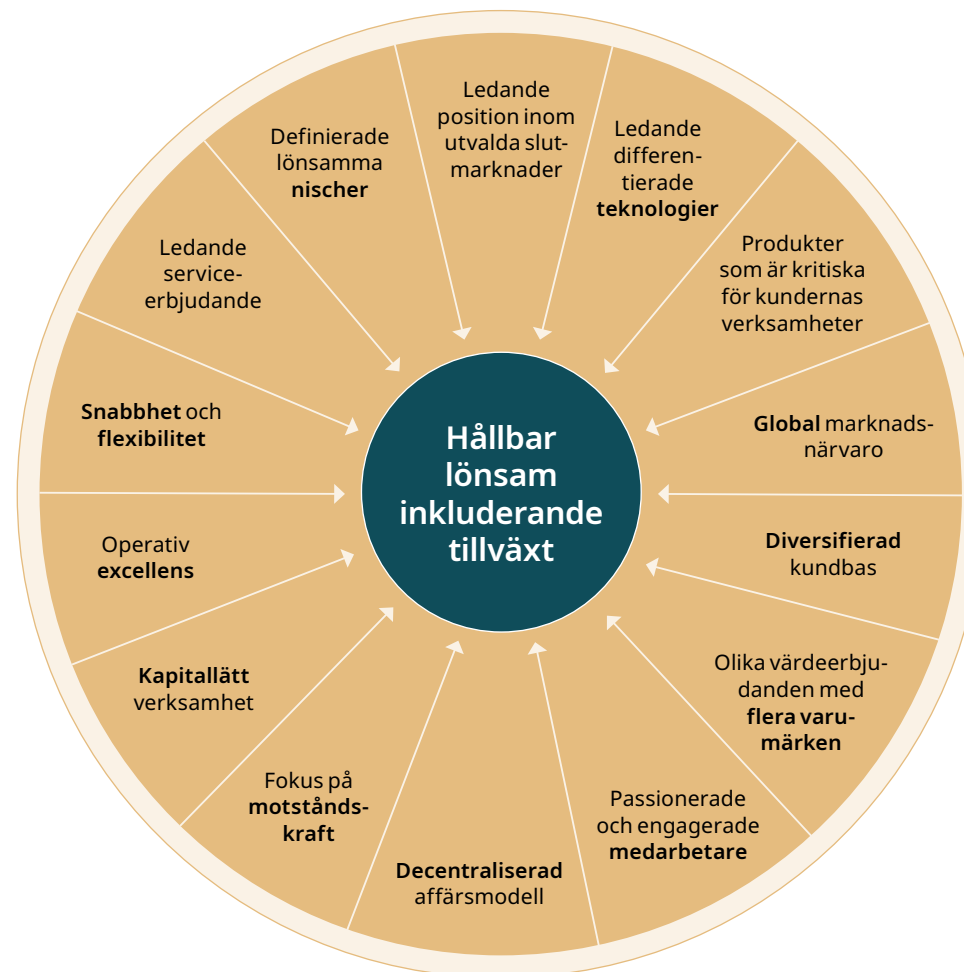 Ledande
position inom
utvalda slut-
marknader
Ledande
differen-
tierade
teknologier
Produkter
som är kritiska
för kundernas
verksamheter
Global marknads-
närvaro
Diversifierad
kundbas
Olika värdeerbju-
danden med
flera varu-
märken
Passionerade
och engagerade
medarbetare
Decentraliserad
affärsmodell
Fokus på
motstånds-
kraft
Kapitallätt
verksamhet
Operativ
excellens
Snabbhet och
flexibilitet
Ledande
service-
erbjudande
Definierade
lönsamma
nischer
Hållbar
lönsam
inkluderande
tillväxt